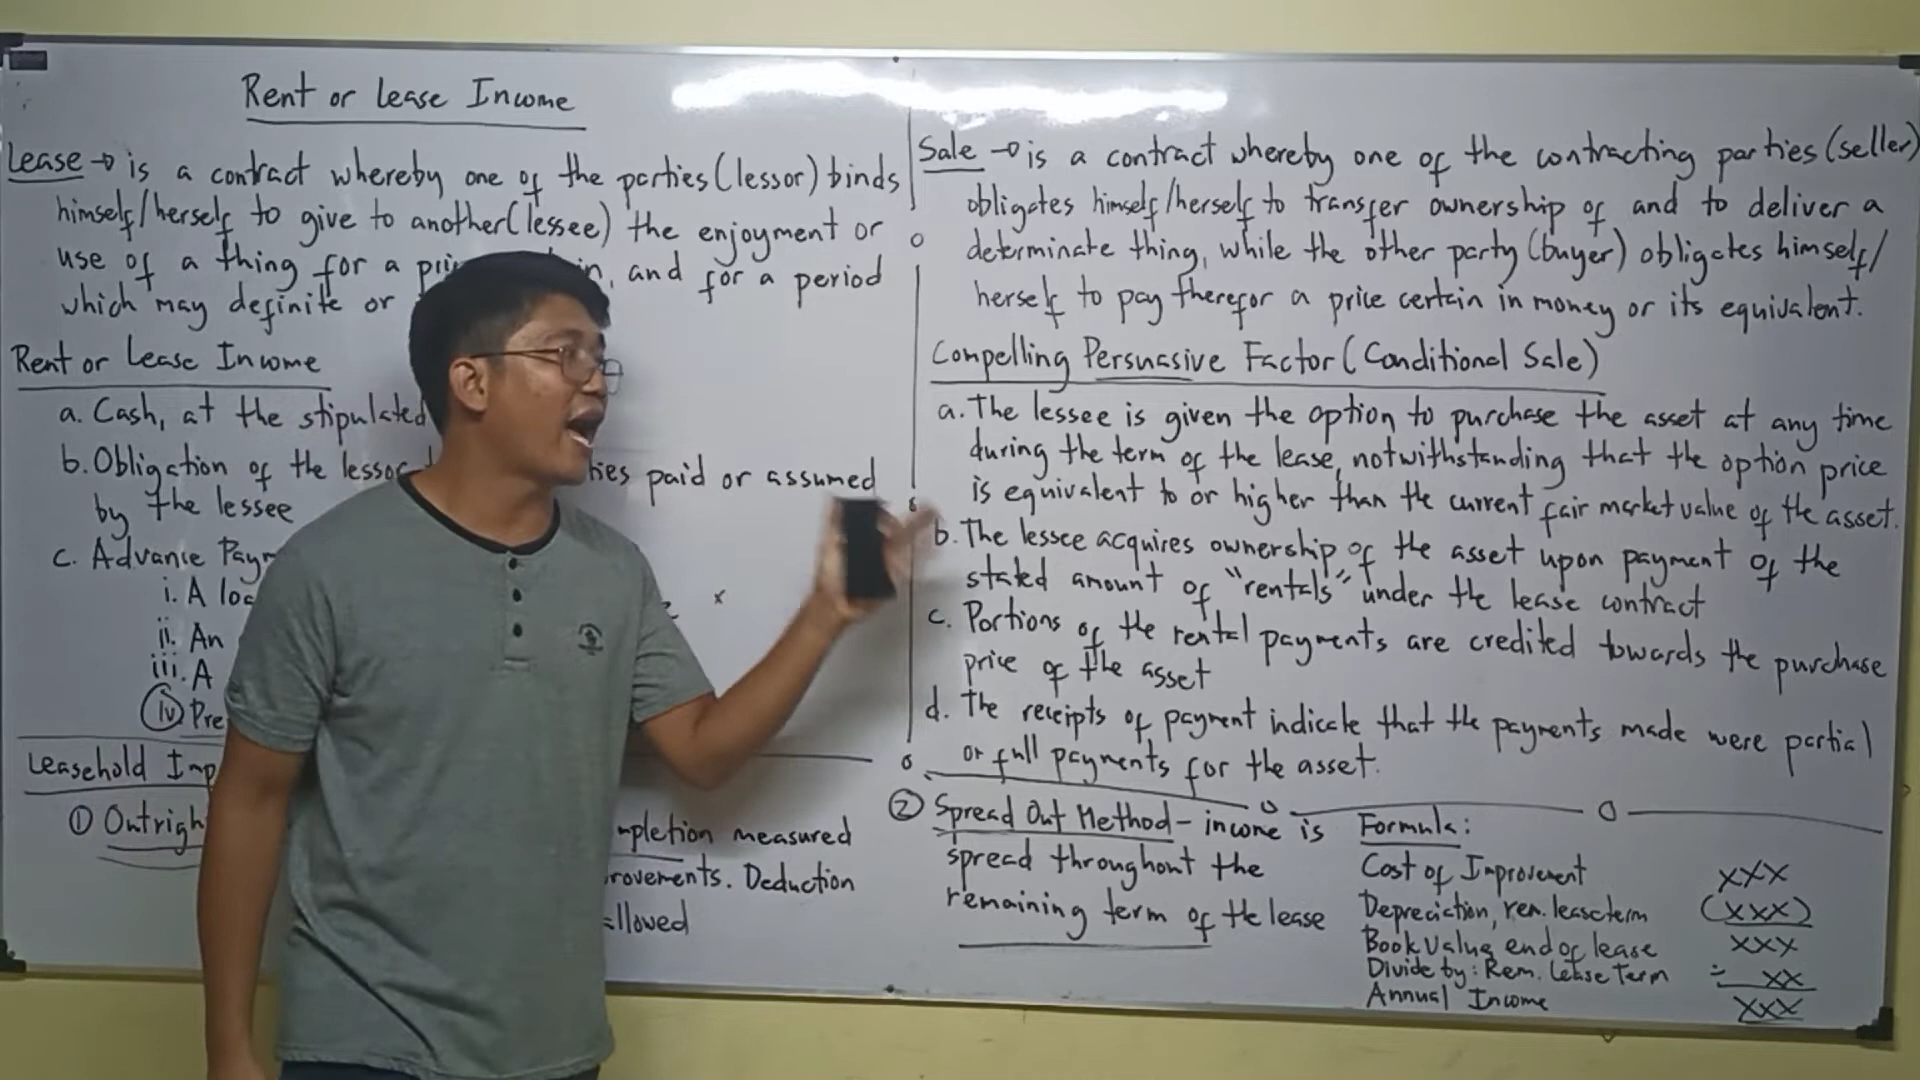 Rent or Lease Income
Lease → is a contract whereby one of the parties (lessor) binds
himself/herself to give to another (lessee) the enjoyment or
use of a thing for a in, and for a period
which may definite or
Rent or Lease Income
a. Cash, at the stipulated
b. Obligation of the lessor ties paid or assumed
by the lessee
c. Advance Paym
i. A loa
ii. An
iii. A
iv Pre
Leasehold Imp
① Outrigh mpletion measured
rovements. Deduction
allowed
Sale → is a contract whereby one of the contracting parties (seller)
obligates himself/herself to transfer ownership of and to deliver a
determinate thing, while the other party (buyer) obligates himself/
herself to pay therefor a price certain in money or its equivalent.
Compelling Persuasive Factor (Conditional Sale)
a. The lessee is given the option to purchase the asset at any time
during the term of the lease, notwithstanding that the option price
is equivalent to or higher than the current fair market value of the asset.
b. The lessee acquires ownership of the asset upon payment of the
stated amount of "rentals" under the lease contract
c. Portions of the rental payments are credited towards the purchase
price of the asset
d. The receipts of payment indicate that the payments made were partial
or full payments for the asset.
② Spread Out Method - income is
spread throughout the
remaining term of the lease
Formula:
Cost of Improvement xxx
Depreciation, rem. lease term (xxx)
Book Value, end of lease xxx
Divide by: Rem. Lease Term ÷ xx
Annual Income xxx